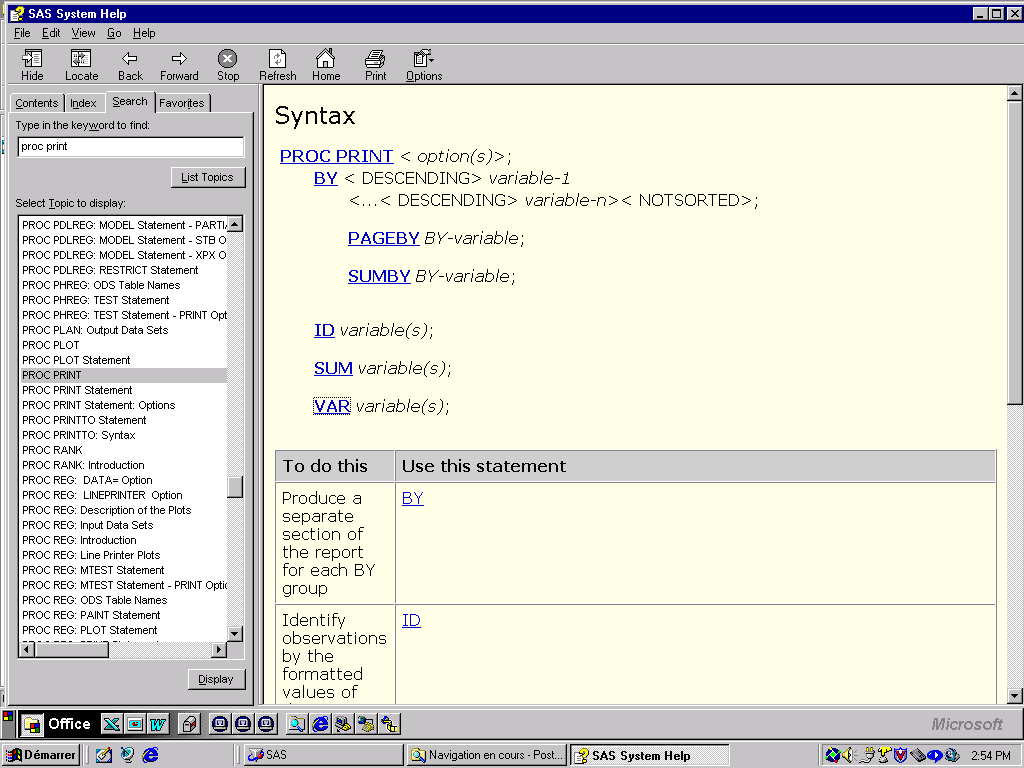 SAS System Help
File Edit View Go Help
Hide Locate Back Forward Stop Refresh Home Print Options
Contents Index Search Favorites
Type in the keyword to find:
proc print
List Topics
Select Topic to display:
PROC PDLREG: MODEL Statement - PARTI
PROC PDLREG: MODEL Statement - STB O
PROC PDLREG: MODEL Statement - XPX O
PROC PDLREG: RESTRICT Statement
PROC PHREG: ODS Table Names
PROC PHREG: TEST Statement
PROC PHREG: TEST Statement - PRINT Opt
PROC PLAN: Output Data Sets
PROC PLOT
PROC PLOT Statement
PROC PRINT
PROC PRINT Statement
PROC PRINT Statement: Options
PROC PRINTTO Statement
PROC PRINTTO: Syntax
PROC RANK
PROC RANK: Introduction
PROC REG: DATA= Option
PROC REG: LINEPRINTER Option
PROC REG: Description of the Plots
PROC REG: Input Data Sets
PROC REG: Introduction
PROC REG: Line Printer Plots
PROC REG: MTEST Statement
PROC REG: MTEST Statement - PRINT Optic
PROC REG: ODS Table Names
PROC REG: PAINT Statement
PROC REG: PLOT Statement
Display
Syntax
PROC PRINT < option(s)>;
BY < DESCENDING> variable-1
<...< DESCENDING> variable-n>< NOTSORTED>;
PAGEBY BY-variable;
SUMBY BY-variable;
ID variable(s);
SUM variable(s);
VAR variable(s);
To do this Use this statement
Produce a BY
separate
section of
the report
for each BY
group
Identify ID
observations
by the
formatted
values of
Office Microsoft
Démarrer SAS Navigation en cours - Post... SAS System Help 2:54 PM